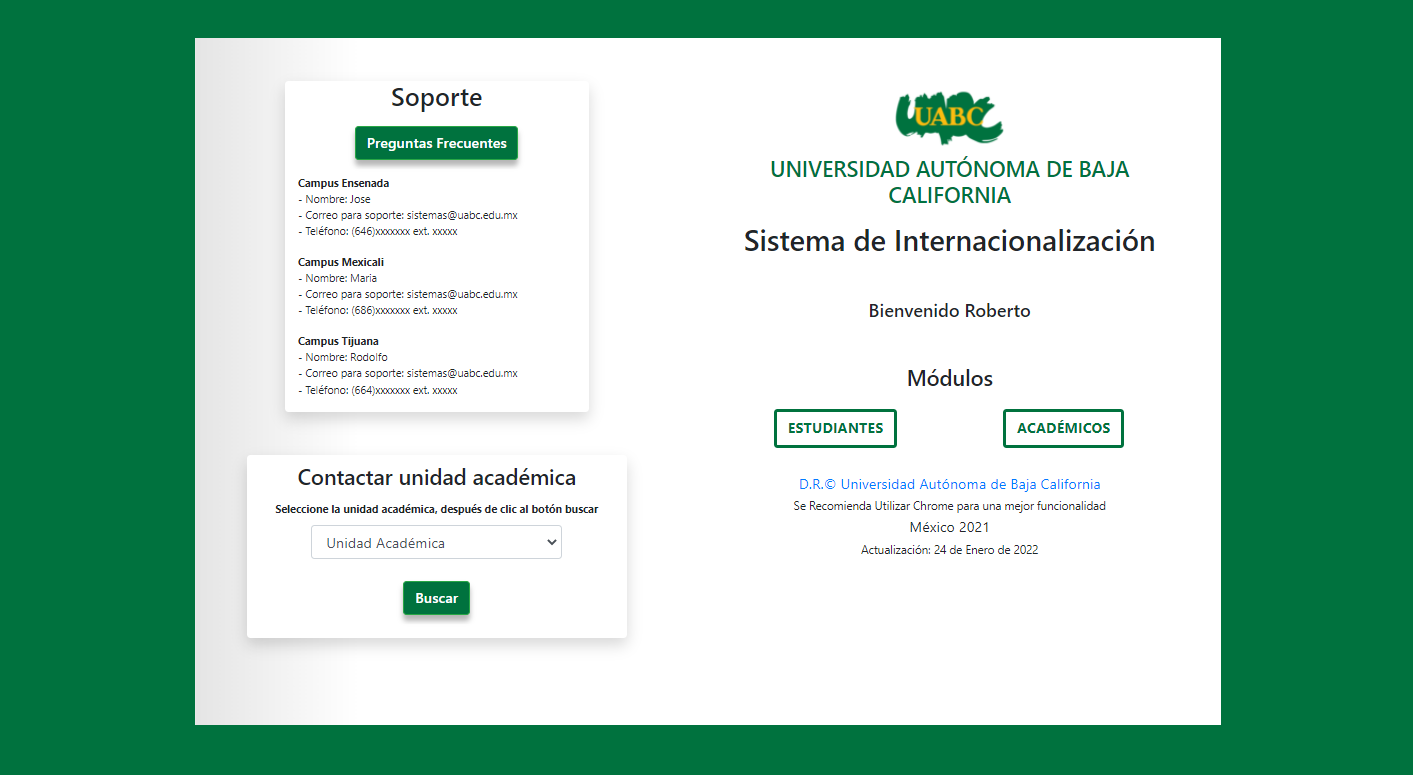 Soporte
Preguntas Frecuentes
Campus Ensenada
- Nombre: Jose
- Correo para soporte: sistemas@uabc.edu.mx
- Teléfono: (646)xxxxxxx ext. xxxxx
Campus Mexicali
- Nombre: Maria
- Correo para soporte: sistemas@uabc.edu.mx
- Teléfono: (686)xxxxxxx ext. xxxxx
Campus Tijuana
- Nombre: Rodolfo
- Correo para soporte: sistemas@uabc.edu.mx
- Teléfono: (664)xxxxxxx ext. xxxxx
Contactar unidad académica
Seleccione la unidad académica, después de clic al botón buscar
Unidad Académica
Buscar
UABC
UNIVERSIDAD AUTÓNOMA DE BAJA
CALIFORNIA
Sistema de Internacionalización
Bienvenido Roberto
Módulos
ESTUDIANTES
ACADÉMICOS
D.R.© Universidad Autónoma de Baja California
Se Recomienda Utilizar Chrome para una mejor funcionalidad
México 2021
Actualización: 24 de Enero de 2022